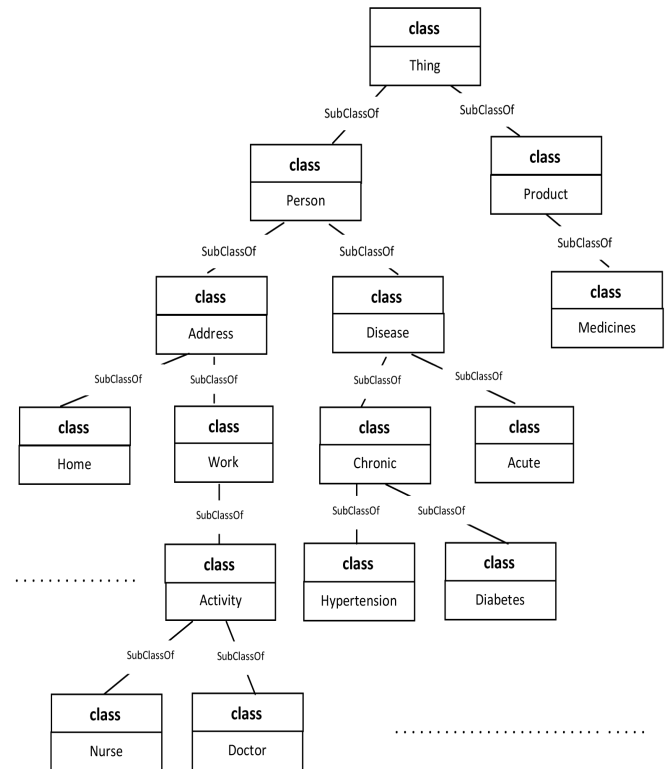 class
Thing
SubClassOf
SubClassOf
class
Person
class
Product
SubClassOf
SubClassOf
SubClassOf
class
Address
class
Disease
class
Medicines
SubClassOf
SubClassOf
SubClassOf
SubClassOf
class
Home
class
Work
class
Chronic
class
Acute
SubClassOf
SubClassOf
SubClassOf
class
Activity
class
Hypertension
class
Diabetes
SubClassOf
SubClassOf
class
Nurse
class
Doctor